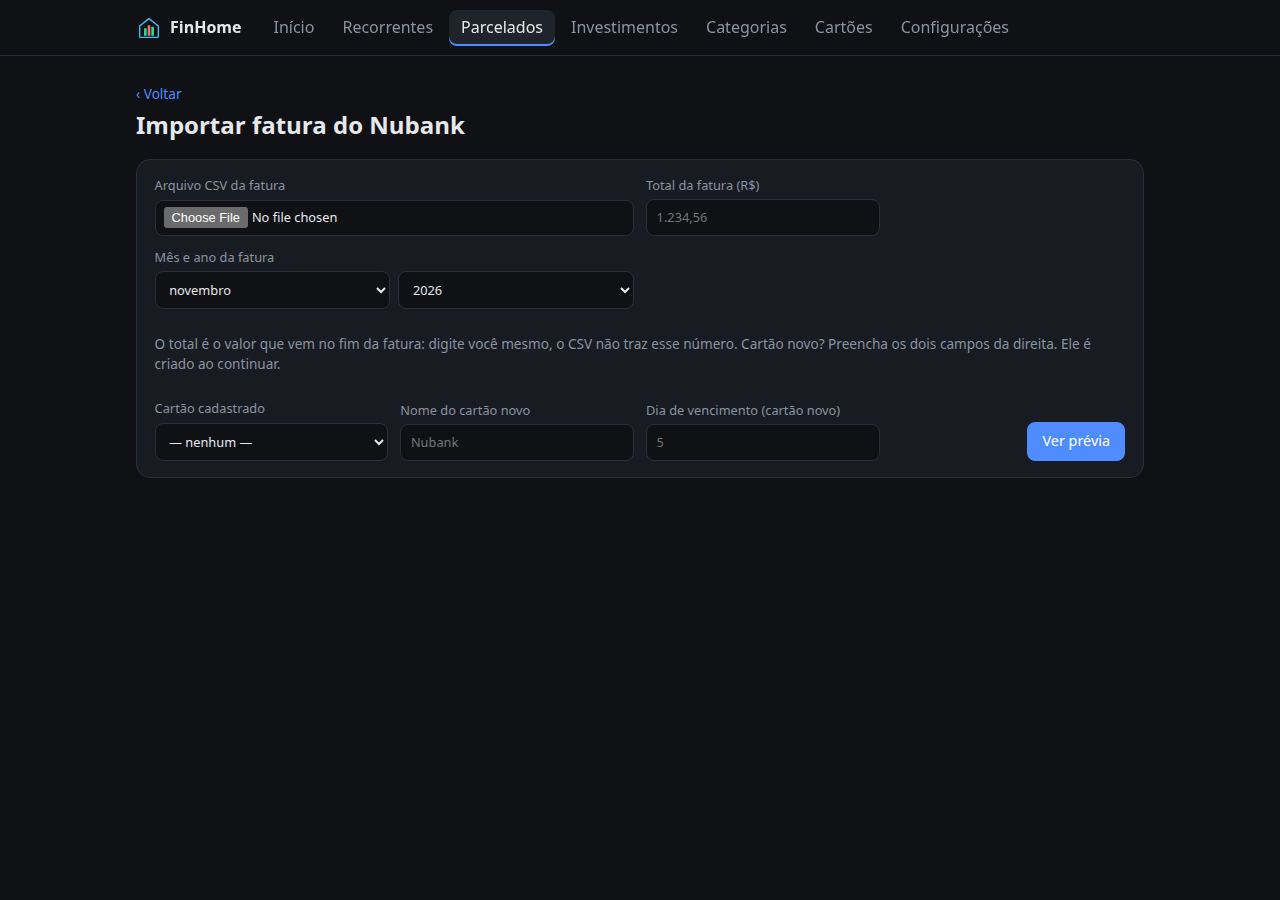 FinHome Início Recorrentes Parcelados Investimentos Categorias Cartões Configurações
‹ Voltar
Importar fatura do Nubank
Arquivo CSV da fatura Total da fatura (R$)
Choose File No file chosen 1.234,56
Mês e ano da fatura
novembro 2026
O total é o valor que vem no fim da fatura: digite você mesmo, o CSV não traz esse número. Cartão novo? Preencha os dois campos da direita. Ele é
criado ao continuar.
Cartão cadastrado Nome do cartão novo Dia de vencimento (cartão novo)
— nenhum — Nubank 5 Ver prévia